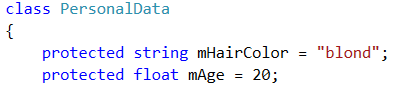 class PersonalData
{
    protected string mHairColor = "blond";
    protected float mAge = 20;